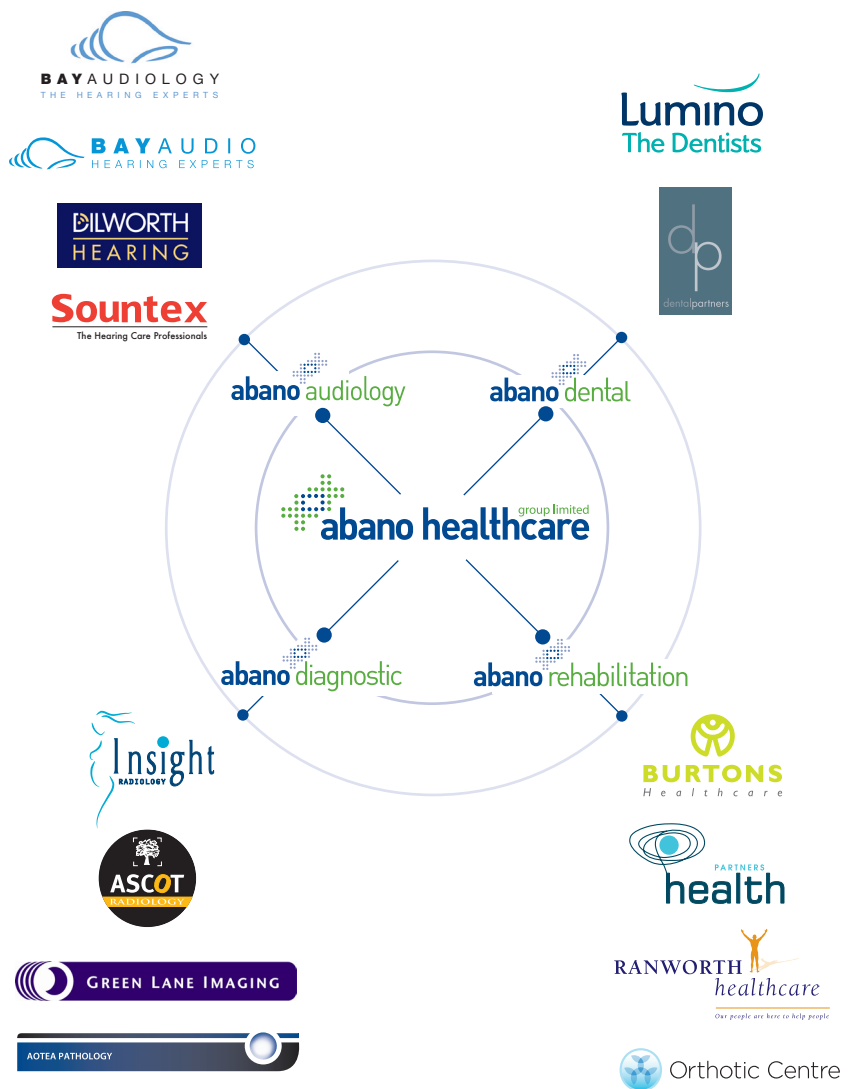 BAYAUDIOLOGY
THE HEARING EXPERTS
BAYAUDIO
HEARING EXPERTS
DILWORTH
HEARING
Sountex
The Hearing Care Professionals
Lumino
The Dentists
dp
dentalpartners
abano audiology
abano dental
group limited
abano healthcare
abano diagnostic
abano rehabilitation
Insight
RADIOLOGY
ASCOT
RADIOLOGY
GREEN LANE IMAGING
AOTEA PATHOLOGY
BURTONS
Healthcare
PARTNERS
health
RANWORTH
healthcare
Our people are here to help people
Orthotic Centre